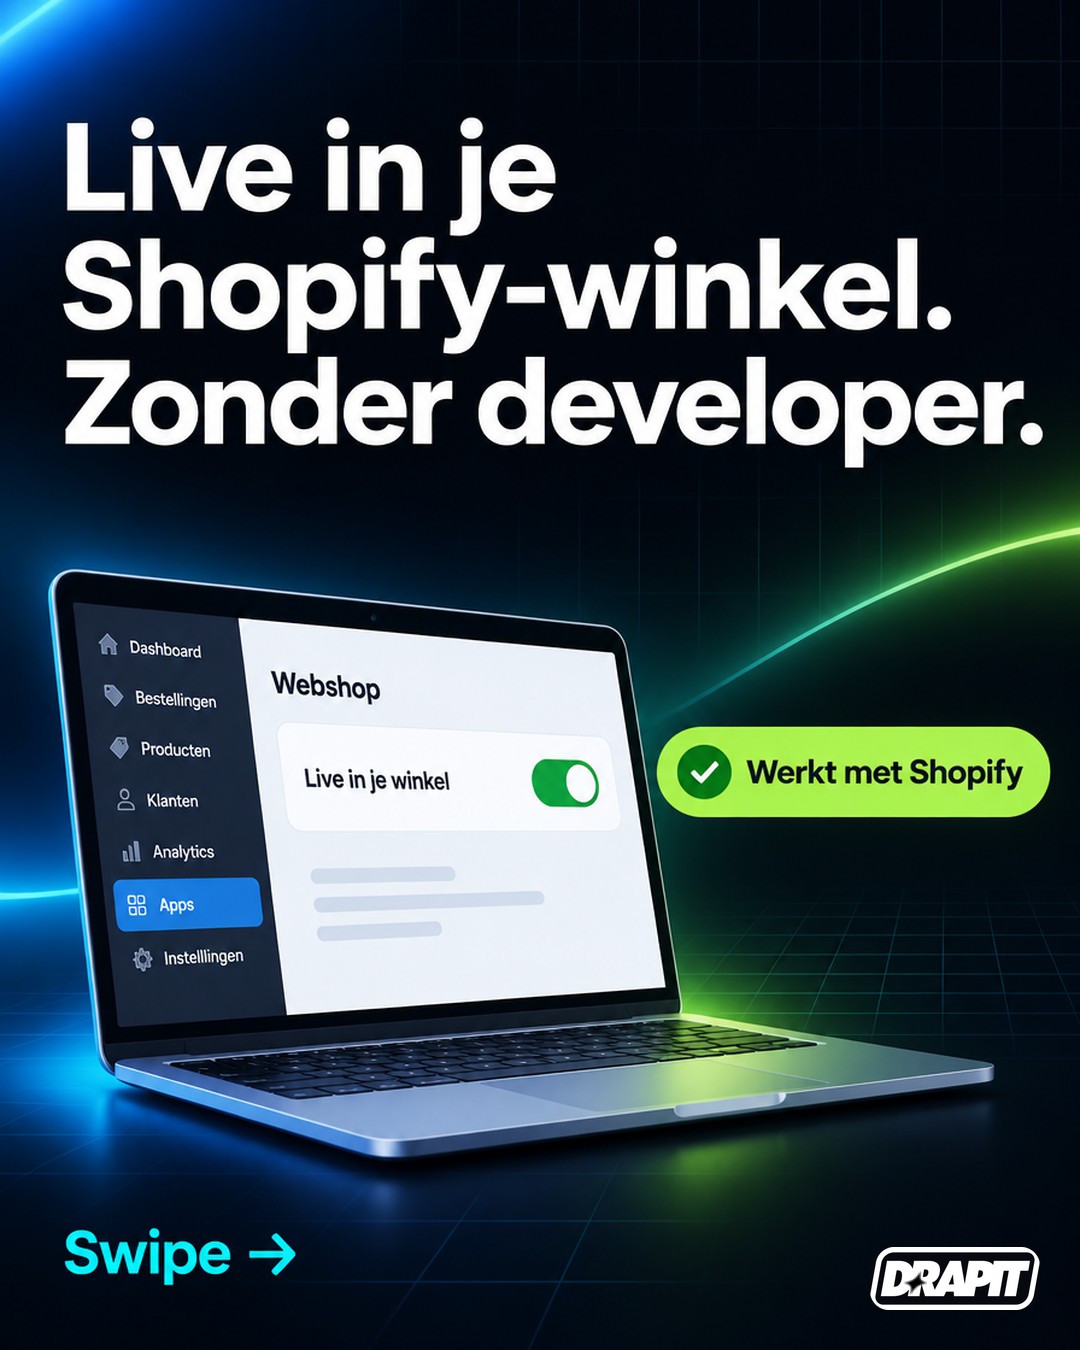 Live in je
Shopify-winkel.
Zonder developer.
Dashboard
Bestellingen
Producten
Klanten
Analytics
Apps
Instelllingen
Webshop
Live in je winkel
Werkt met Shopify
Swipe →
DRAPIT